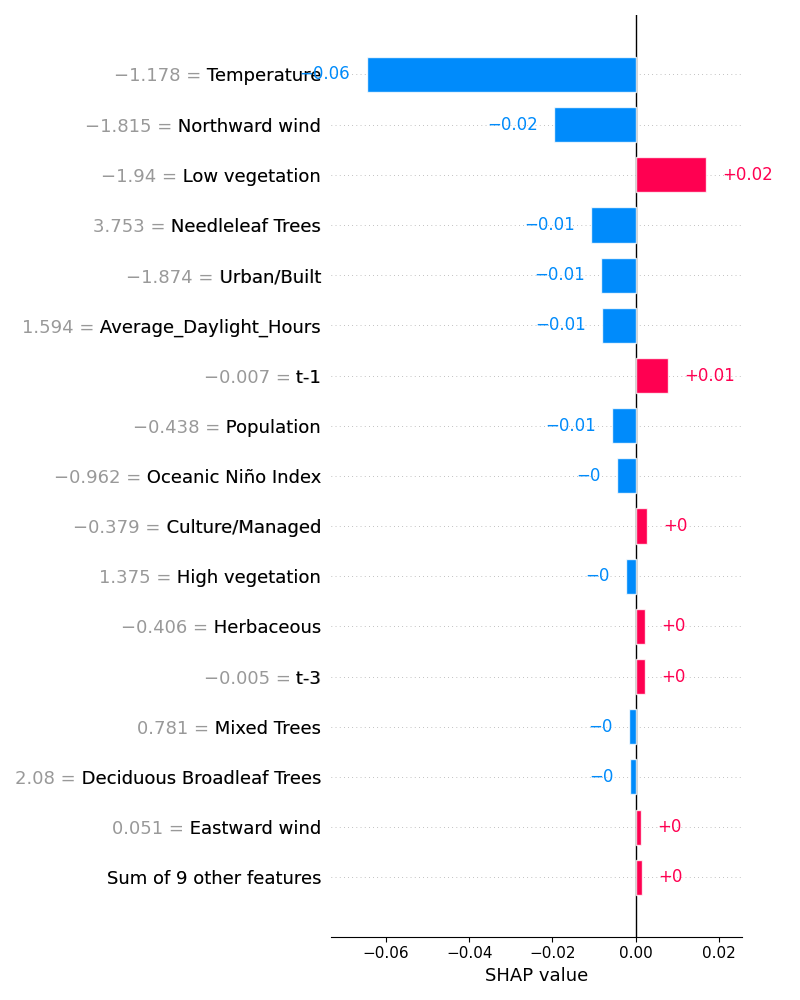 −1.178 = Temperature −0.06
−1.815 = Northward wind −0.02
−1.94 = Low vegetation +0.02
3.753 = Needleleaf Trees −0.01
−1.874 = Urban/Built −0.01
1.594 = Average_Daylight_Hours −0.01
−0.007 = t-1 +0.01
−0.438 = Population −0.01
−0.962 = Oceanic Niño Index −0
−0.379 = Culture/Managed +0
1.375 = High vegetation −0
−0.406 = Herbaceous +0
−0.005 = t-3 +0
0.781 = Mixed Trees −0
2.08 = Deciduous Broadleaf Trees −0
0.051 = Eastward wind +0
Sum of 9 other features +0
−0.06 −0.04 −0.02 0.00 0.02
SHAP value